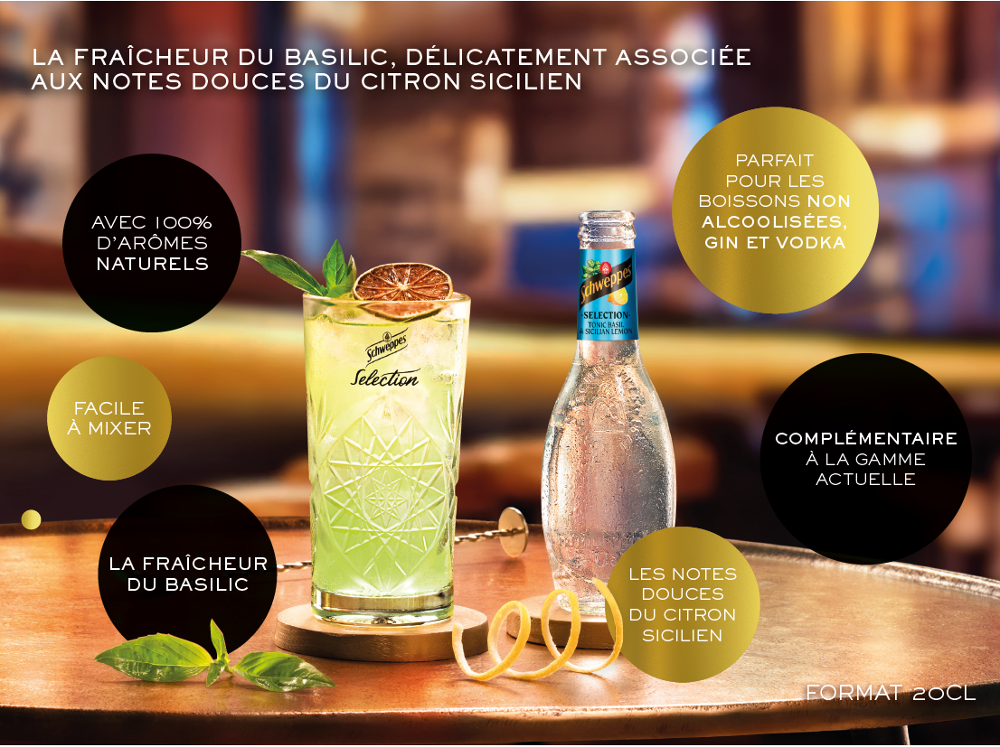 LA FRAÎCHEUR DU BASILIC, DÉLICATEMENT ASSOCIÉE
AUX NOTES DOUCES DU CITRON SICILIEN
PARFAIT
POUR LES
BOISSONS NON
ALCOOLISÉES,
GIN ET VODKA
AVEC 100%
D'ARÔMES
NATURELS
Schweppes
SELECTION
TONIC BASIL
SICILIAN LEMON
Schweppes
Selection
FACILE
À MIXER
COMPLÉMENTAIRE
À LA GAMME
ACTUELLE
LA FRAÎCHEUR
DU BASILIC
LES NOTES
DOUCES
DU CITRON
SICILIEN
FORMAT 20CL